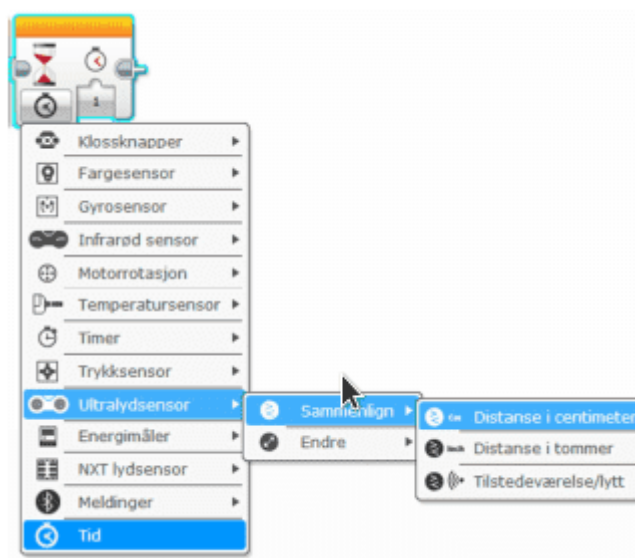 1
Klossknapper
Fargesensor
Gyrosensor
Infrarød sensor
Motorrotasjon
Temperatursensor
Timer
Trykksensor
Ultralydsensor
Sammenlign
cm Distanse i centimeter
Energimåler
Endre
Distanse i tommer
NXT lydsensor
Tilstedeværelse/lytt
Meldinger
Tid